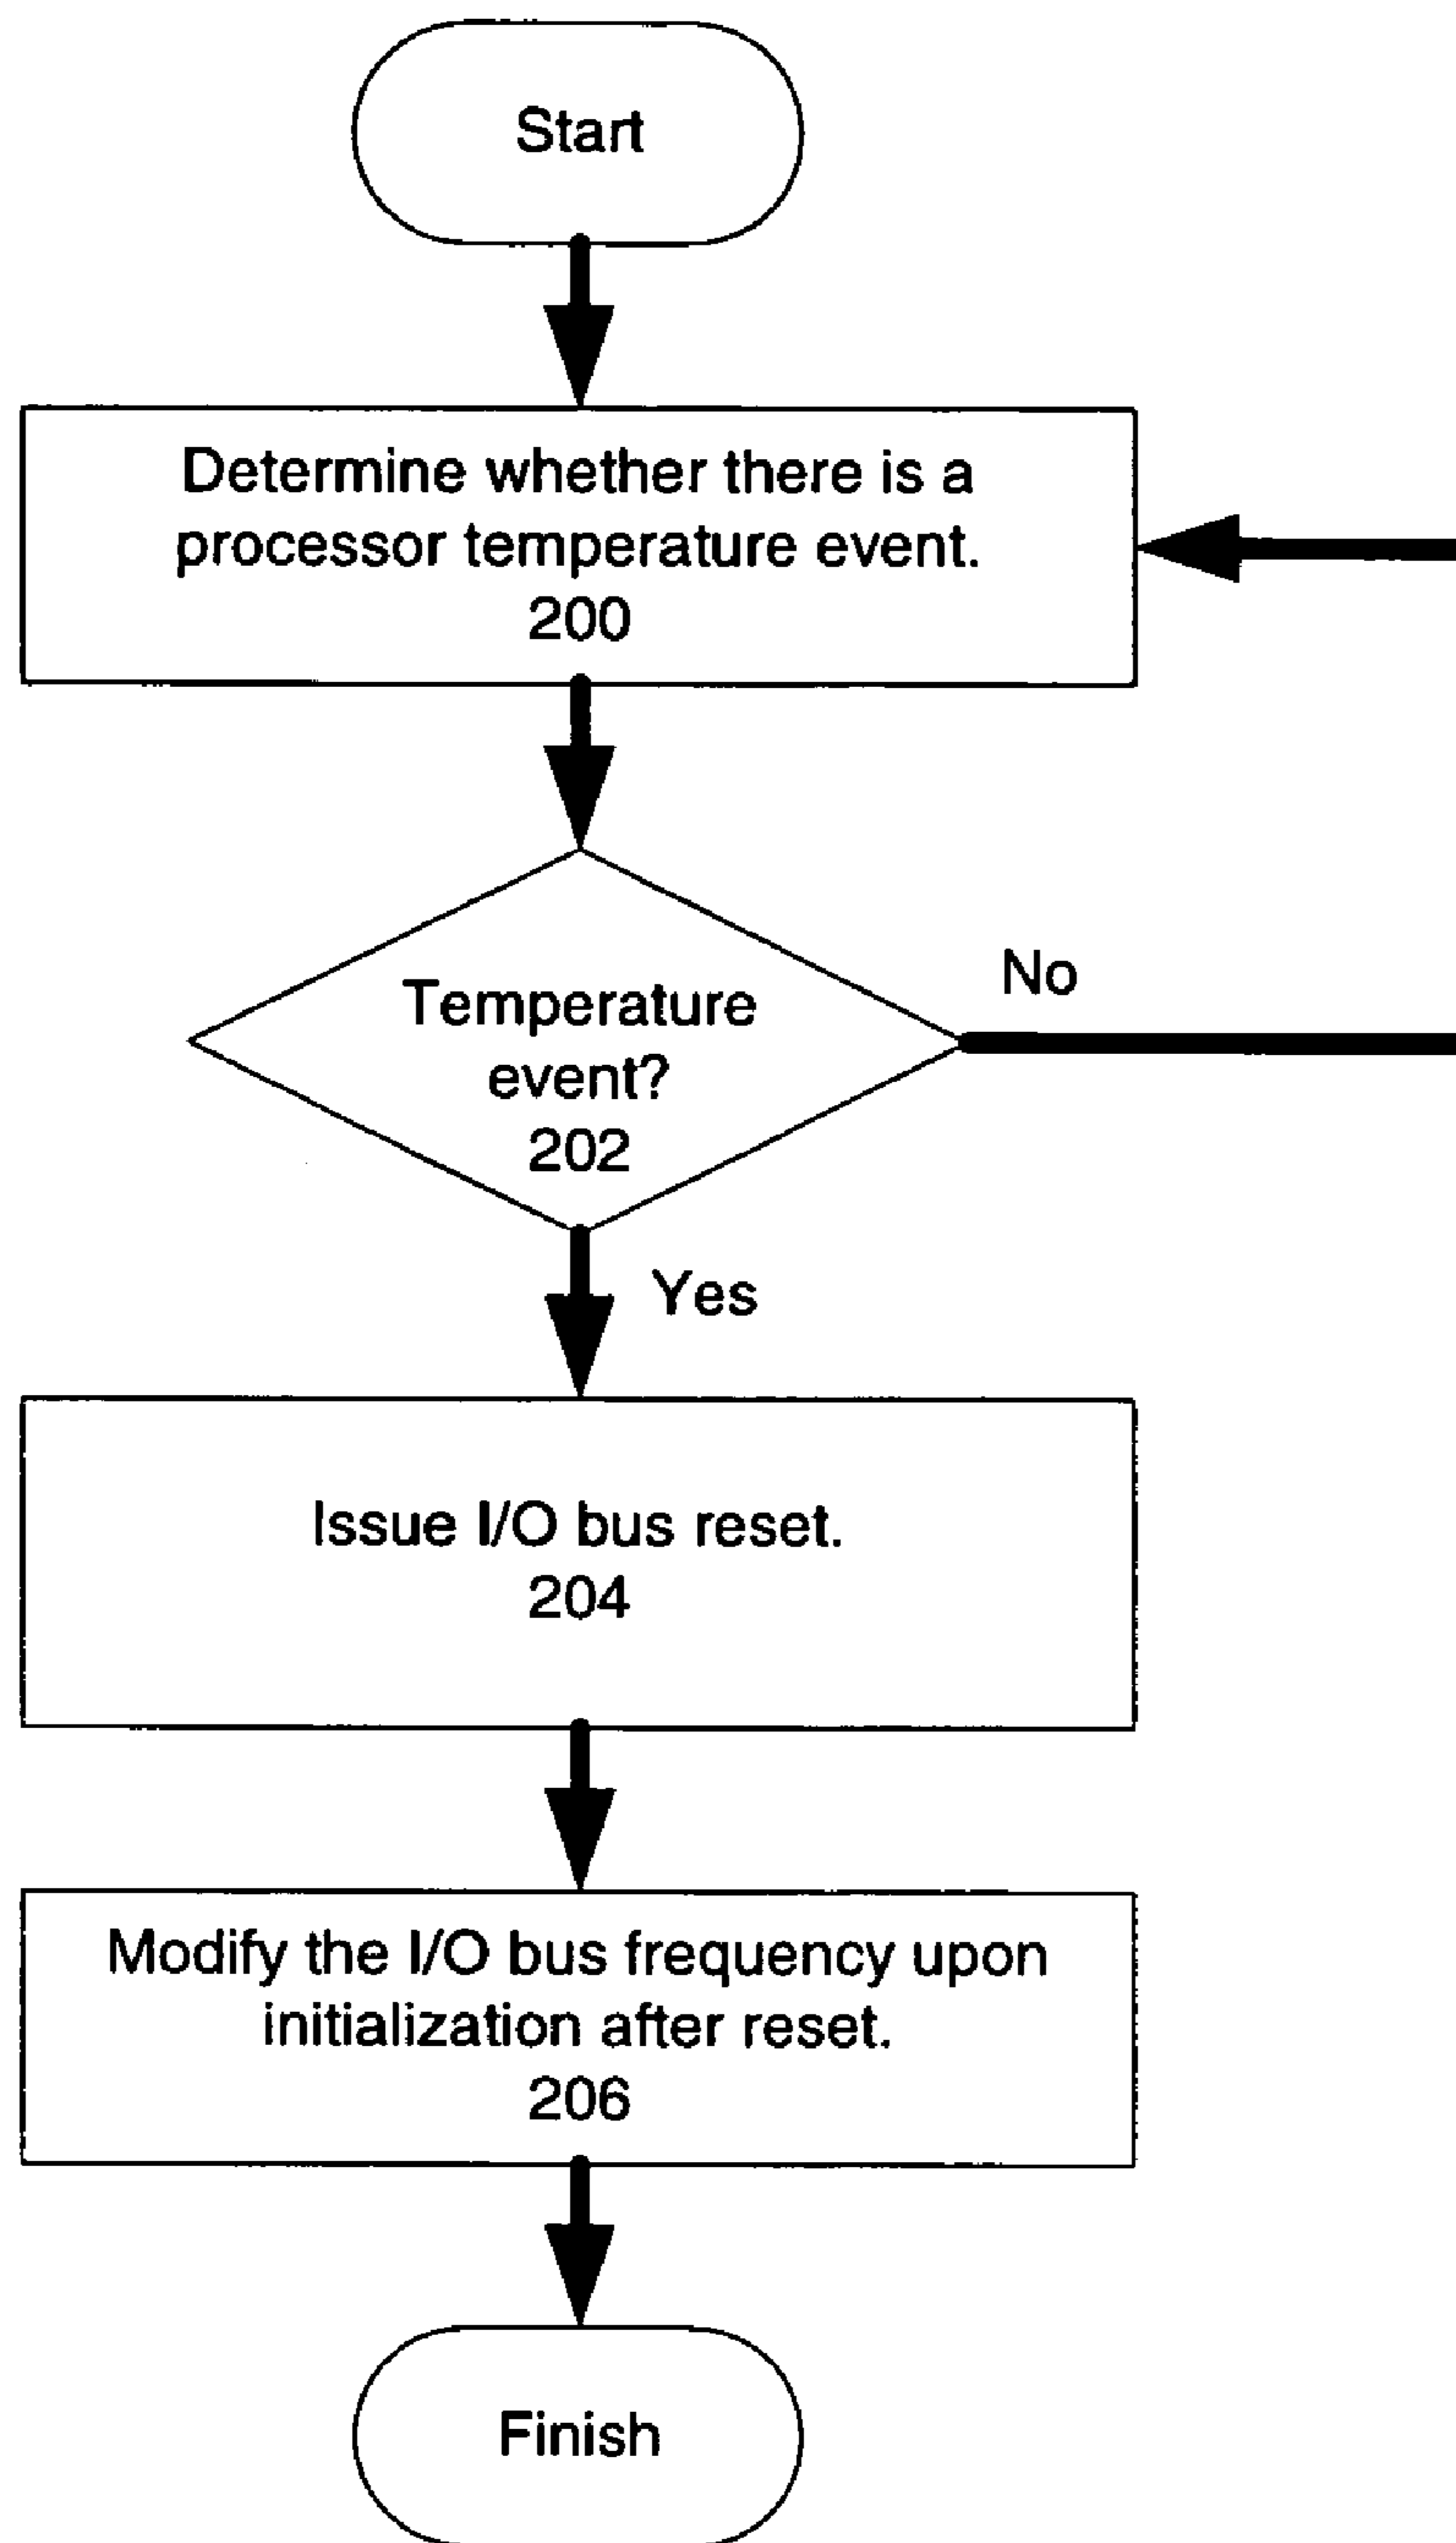 Start
Determine whether there is a
processor temperature event.
200
Temperature
event?
202
No
Yes
Issue I/O bus reset.
204
Modify the I/O bus frequency upon
initialization after reset.
206
Finish